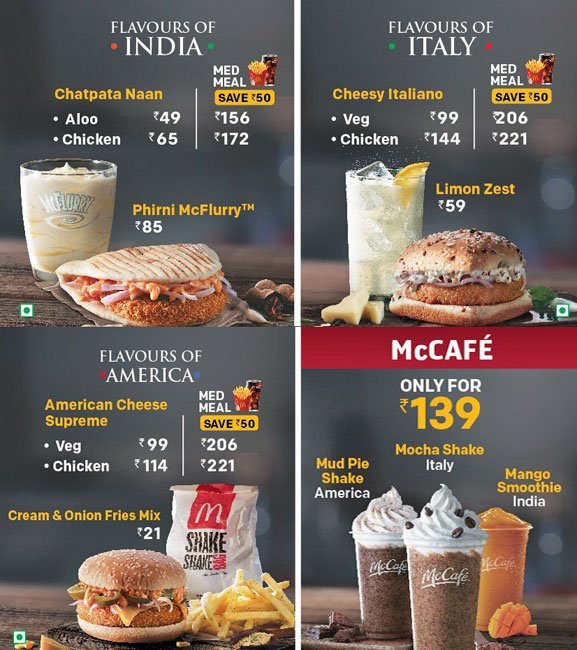 FLAVOURS OF
• INDIA •
MED
MEAL
Chatpata Naan
SAVE ₹50
• Aloo ₹49 ₹156
• Chicken ₹65 ₹172
McFLURRY
Phirni McFlurry™
₹85
FLAVOURS OF
• ITALY •
MED
MEAL
Cheesy Italiano
SAVE ₹50
• Veg ₹99 ₹206
• Chicken ₹144 ₹221
Limon Zest
₹59
FLAVOURS OF
• AMERICA •
MED
MEAL
American Cheese
Supreme
SAVE ₹50
• Veg ₹99 ₹206
• Chicken ₹114 ₹221
Cream & Onion Fries Mix
₹21
SHAKE
SHAKE
BAG
McCAFÉ
ONLY FOR
₹139
Mocha Shake
Italy
Mud Pie
Shake
America
Mango
Smoothie
India
McCafé
McCafé
McCafé